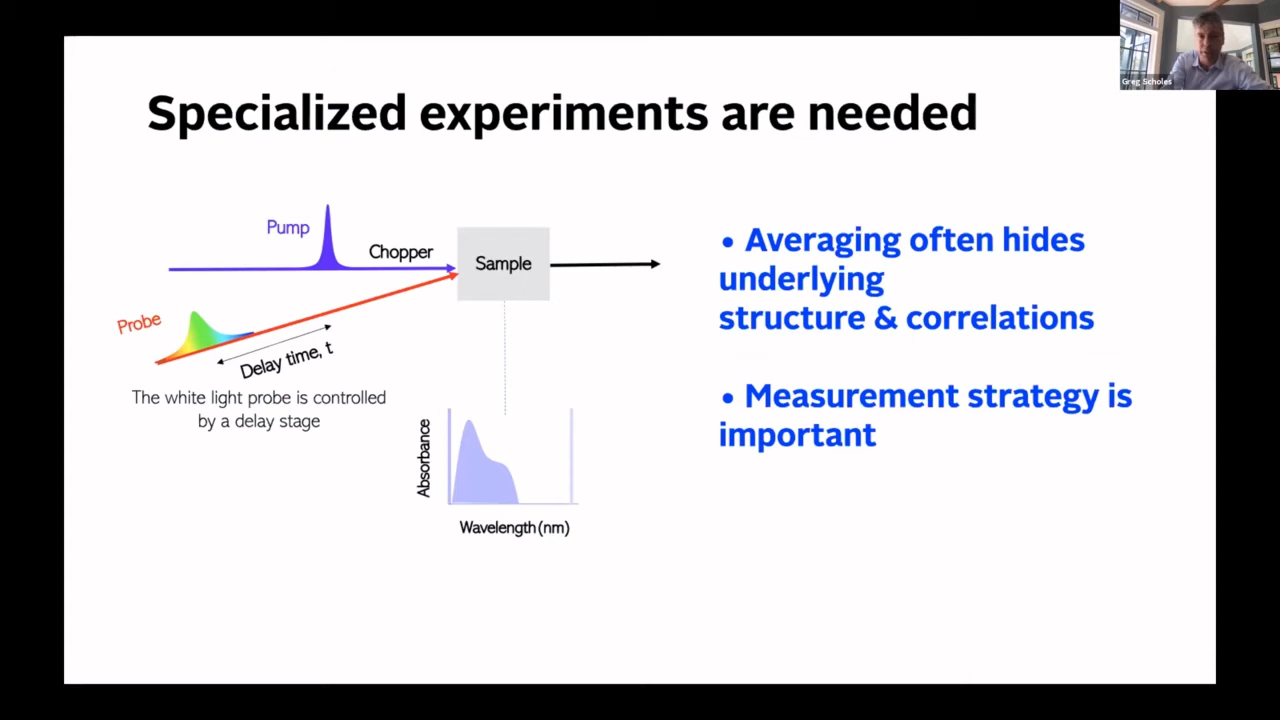 Greg Scholes
Specialized experiments are needed
Pump
Chopper
Sample
Probe
Delay time, t
The white light probe is controlled
by a delay stage
Absorbance
Wavelength (nm)
• Averaging often hides
underlying
structure & correlations
• Measurement strategy is
important